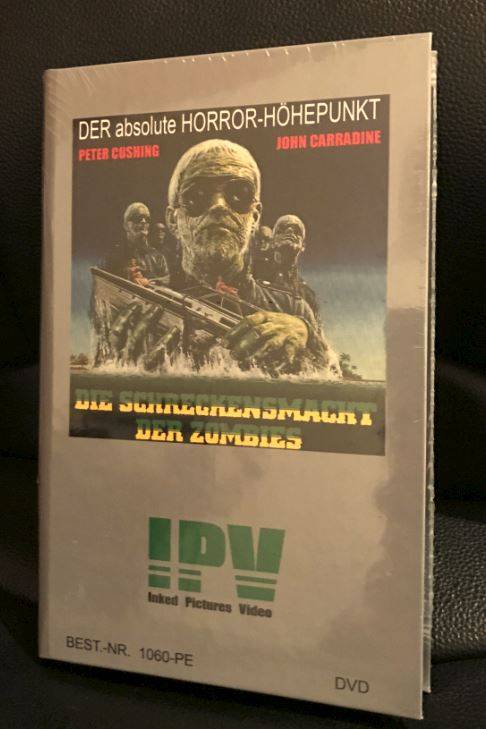 DER absolute HORROR-HÖHEPUNKT
PETER CUSHING
JOHN CARRADINE
DIE SCHRECKENSMACHT
DER ZOMBIES
IPV
Inked Pictures Video
BEST.-NR. 1060-PE
DVD